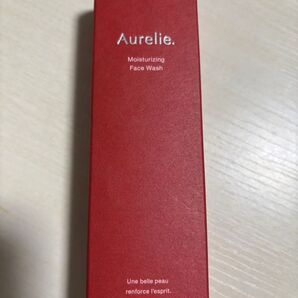 Aurelie.
Moisturizing
Face Wash
Une belle peau
renforce l'esprit.